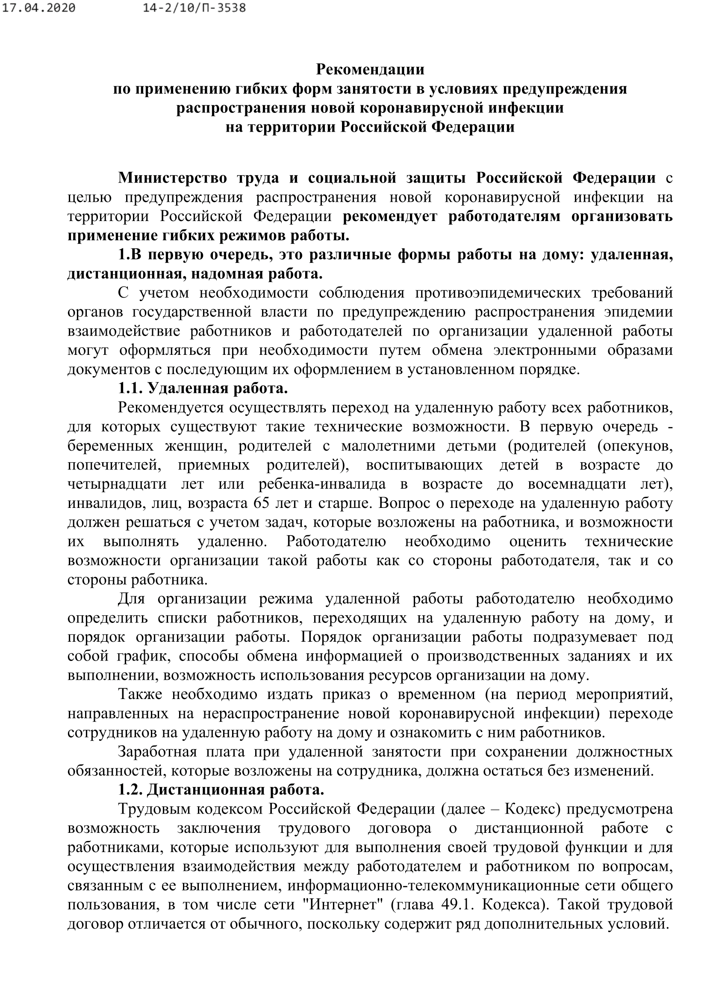 17.04.2020 14-2/10/П-3538
Рекомендации
по применению гибких форм занятости в условиях предупреждения
распространения новой коронавирусной инфекции
на территории Российской Федерации
Министерство труда и социальной защиты Российской Федерации с
целью предупреждения распространения новой коронавирусной инфекции на
территории Российской Федерации рекомендует работодателям организовать
применение гибких режимов работы.
1.В первую очередь, это различные формы работы на дому: удаленная,
дистанционная, надомная работа.
С учетом необходимости соблюдения противоэпидемических требований
органов государственной власти по предупреждению распространения эпидемии
взаимодействие работников и работодателей по организации удаленной работы
могут оформляться при необходимости путем обмена электронными образами
документов с последующим их оформлением в установленном порядке.
1.1. Удаленная работа.
Рекомендуется осуществлять переход на удаленную работу всех работников,
для которых существуют такие технические возможности. В первую очередь -
беременных женщин, родителей с малолетними детьми (родителей (опекунов,
попечителей, приемных родителей), воспитывающих детей в возрасте до
четырнадцати лет или ребенка-инвалида в возрасте до восемнадцати лет),
инвалидов, лиц, возраста 65 лет и старше. Вопрос о переходе на удаленную работу
должен решаться с учетом задач, которые возложены на работника, и возможности
их выполнять удаленно. Работодателю необходимо оценить технические
возможности организации такой работы как со стороны работодателя, так и со
стороны работника.
Для организации режима удаленной работы работодателю необходимо
определить списки работников, переходящих на удаленную работу на дому, и
порядок организации работы. Порядок организации работы подразумевает под
собой график, способы обмена информацией о производственных заданиях и их
выполнении, возможность использования ресурсов организации на дому.
Также необходимо издать приказ о временном (на период мероприятий,
направленных на нераспространение новой коронавирусной инфекции) переходе
сотрудников на удаленную работу на дому и ознакомить с ним работников.
Заработная плата при удаленной занятости при сохранении должностных
обязанностей, которые возложены на сотрудника, должна остаться без изменений.
1.2. Дистанционная работа.
Трудовым кодексом Российской Федерации (далее – Кодекс) предусмотрена
возможность заключения трудового договора о дистанционной работе с
работниками, которые используют для выполнения своей трудовой функции и для
осуществления взаимодействия между работодателем и работником по вопросам,
связанным с ее выполнением, информационно-телекоммуникационные сети общего
пользования, в том числе сети "Интернет" (глава 49.1. Кодекса). Такой трудовой
договор отличается от обычного, поскольку содержит ряд дополнительных условий.